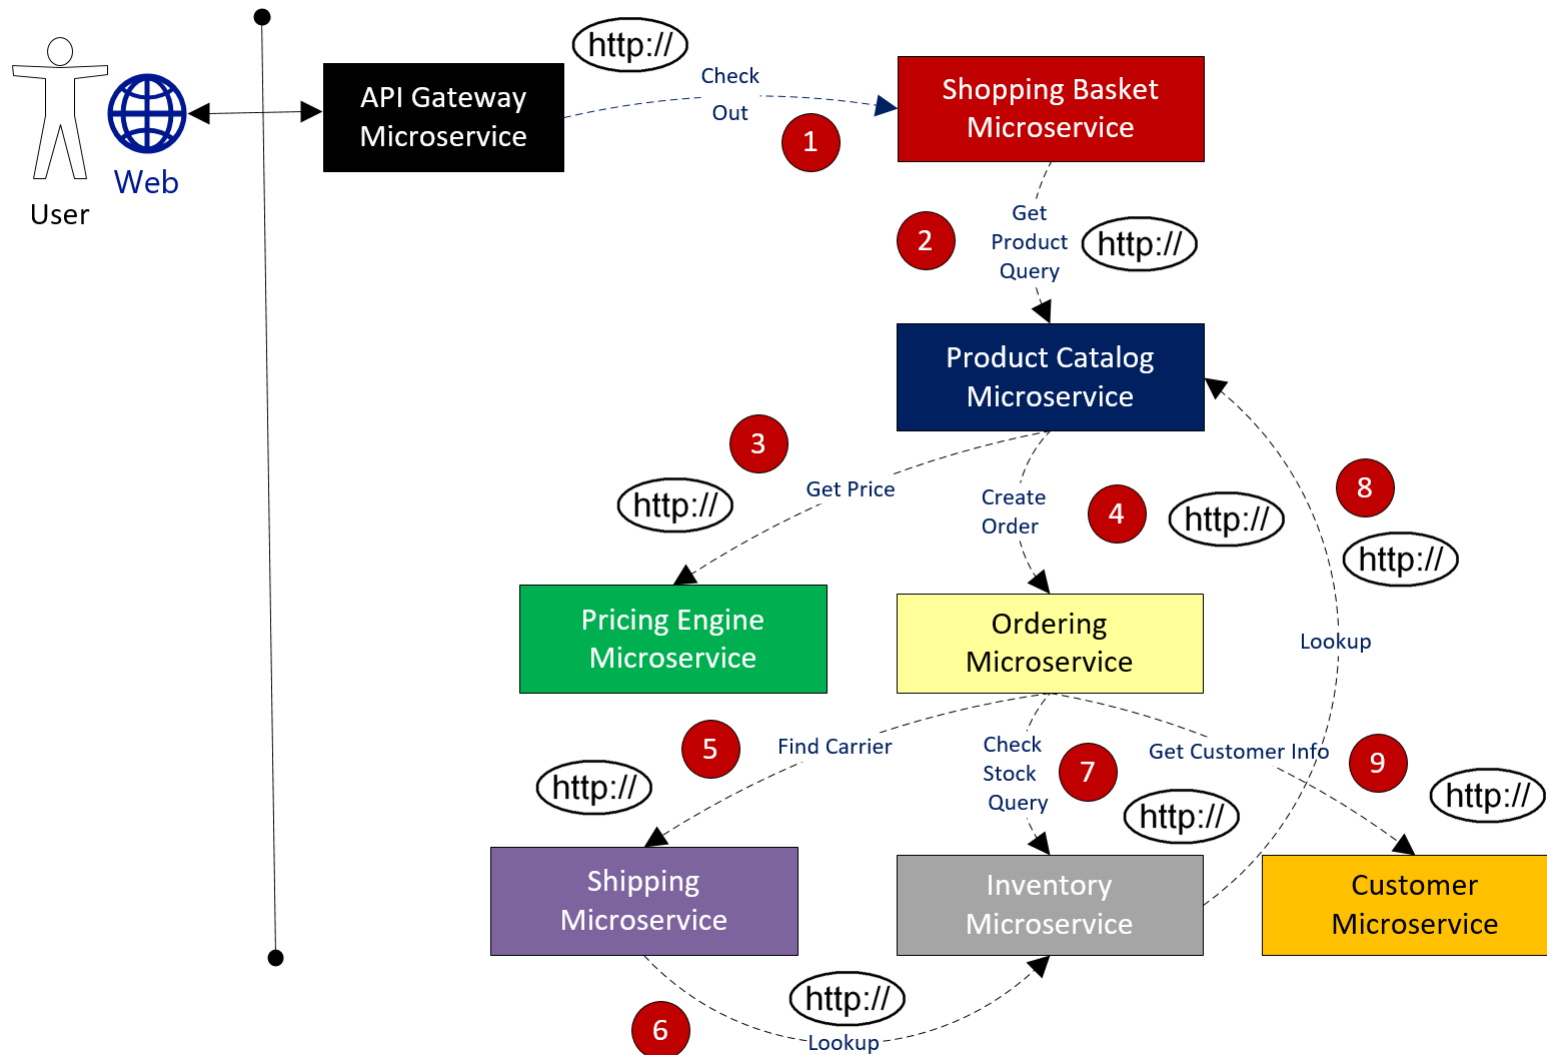 http://
Check
Out
1
API Gateway
Microservice
Shopping Basket
Microservice
Web
User
2
Get
Product
Query
http://
Product Catalog
Microservice
3
Get Price
http://
Create
Order
4
http://
8
http://
Lookup
Pricing Engine
Microservice
Ordering
Microservice
5
Find Carrier
http://
Check
Stock
Query
7
http://
Get Customer Info
9
http://
Shipping
Microservice
Inventory
Microservice
Customer
Microservice
6
http://
Lookup